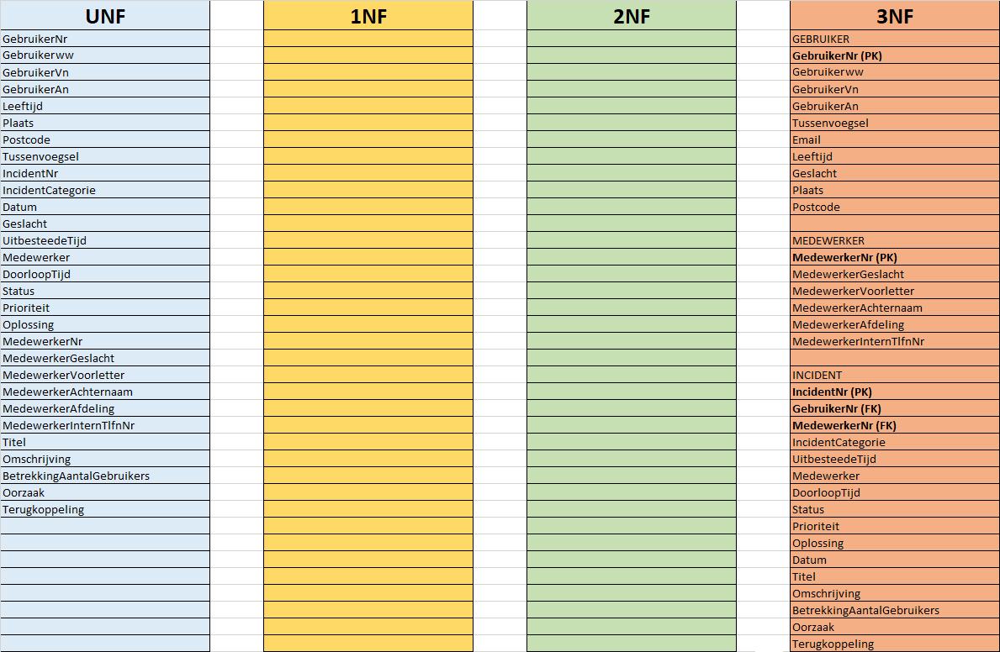 UNF
GebruikerNr
Gebruikerww
GebruikerVn
GebruikerAn
Leeftijd
Plaats
Postcode
Tussenvoegsel
IncidentNr
IncidentCategorie
Datum
Geslacht
UitbesteedeTijd
Medewerker
DoorloopTijd
Status
Prioriteit
Oplossing
MedewerkerNr
MedewerkerGeslacht
MedewerkerVoorletter
MedewerkerAchternaam
MedewerkerAfdeling
MedewerkerInternTlfnNr
Titel
Omschrijving
BetrekkingAantalGebruikers
Oorzaak
Terugkoppeling
1NF
2NF
3NF
GEBRUIKER
GebruikerNr (PK)
Gebruikerww
GebruikerVn
GebruikerAn
Tussenvoegsel
Email
Leeftijd
Geslacht
Plaats
Postcode
MEDEWERKER
MedewerkerNr (PK)
MedewerkerGeslacht
MedewerkerVoorletter
MedewerkerAchternaam
MedewerkerAfdeling
MedewerkerInternTlfnNr
INCIDENT
IncidentNr (PK)
GebruikerNr (FK)
MedewerkerNr (FK)
IncidentCategorie
UitbesteedeTijd
Medewerker
DoorloopTijd
Status
Prioriteit
Oplossing
Datum
Titel
Omschrijving
BetrekkingAantalGebruikers
Oorzaak
Terugkoppeling